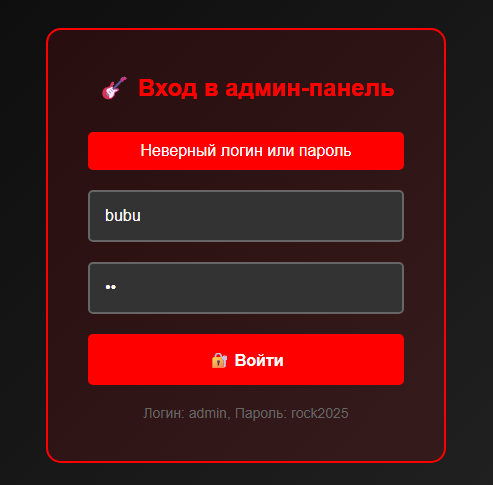 Вход в админ-панель
Неверный логин или пароль
bubu
••
Войти
Логин: admin, Пароль: rock2025